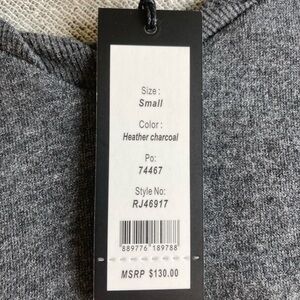 Size :
Small
Color :
Heather charcoal
Po:
74467
Style No:
RJ46917
889776 189788
MSRP $130.00